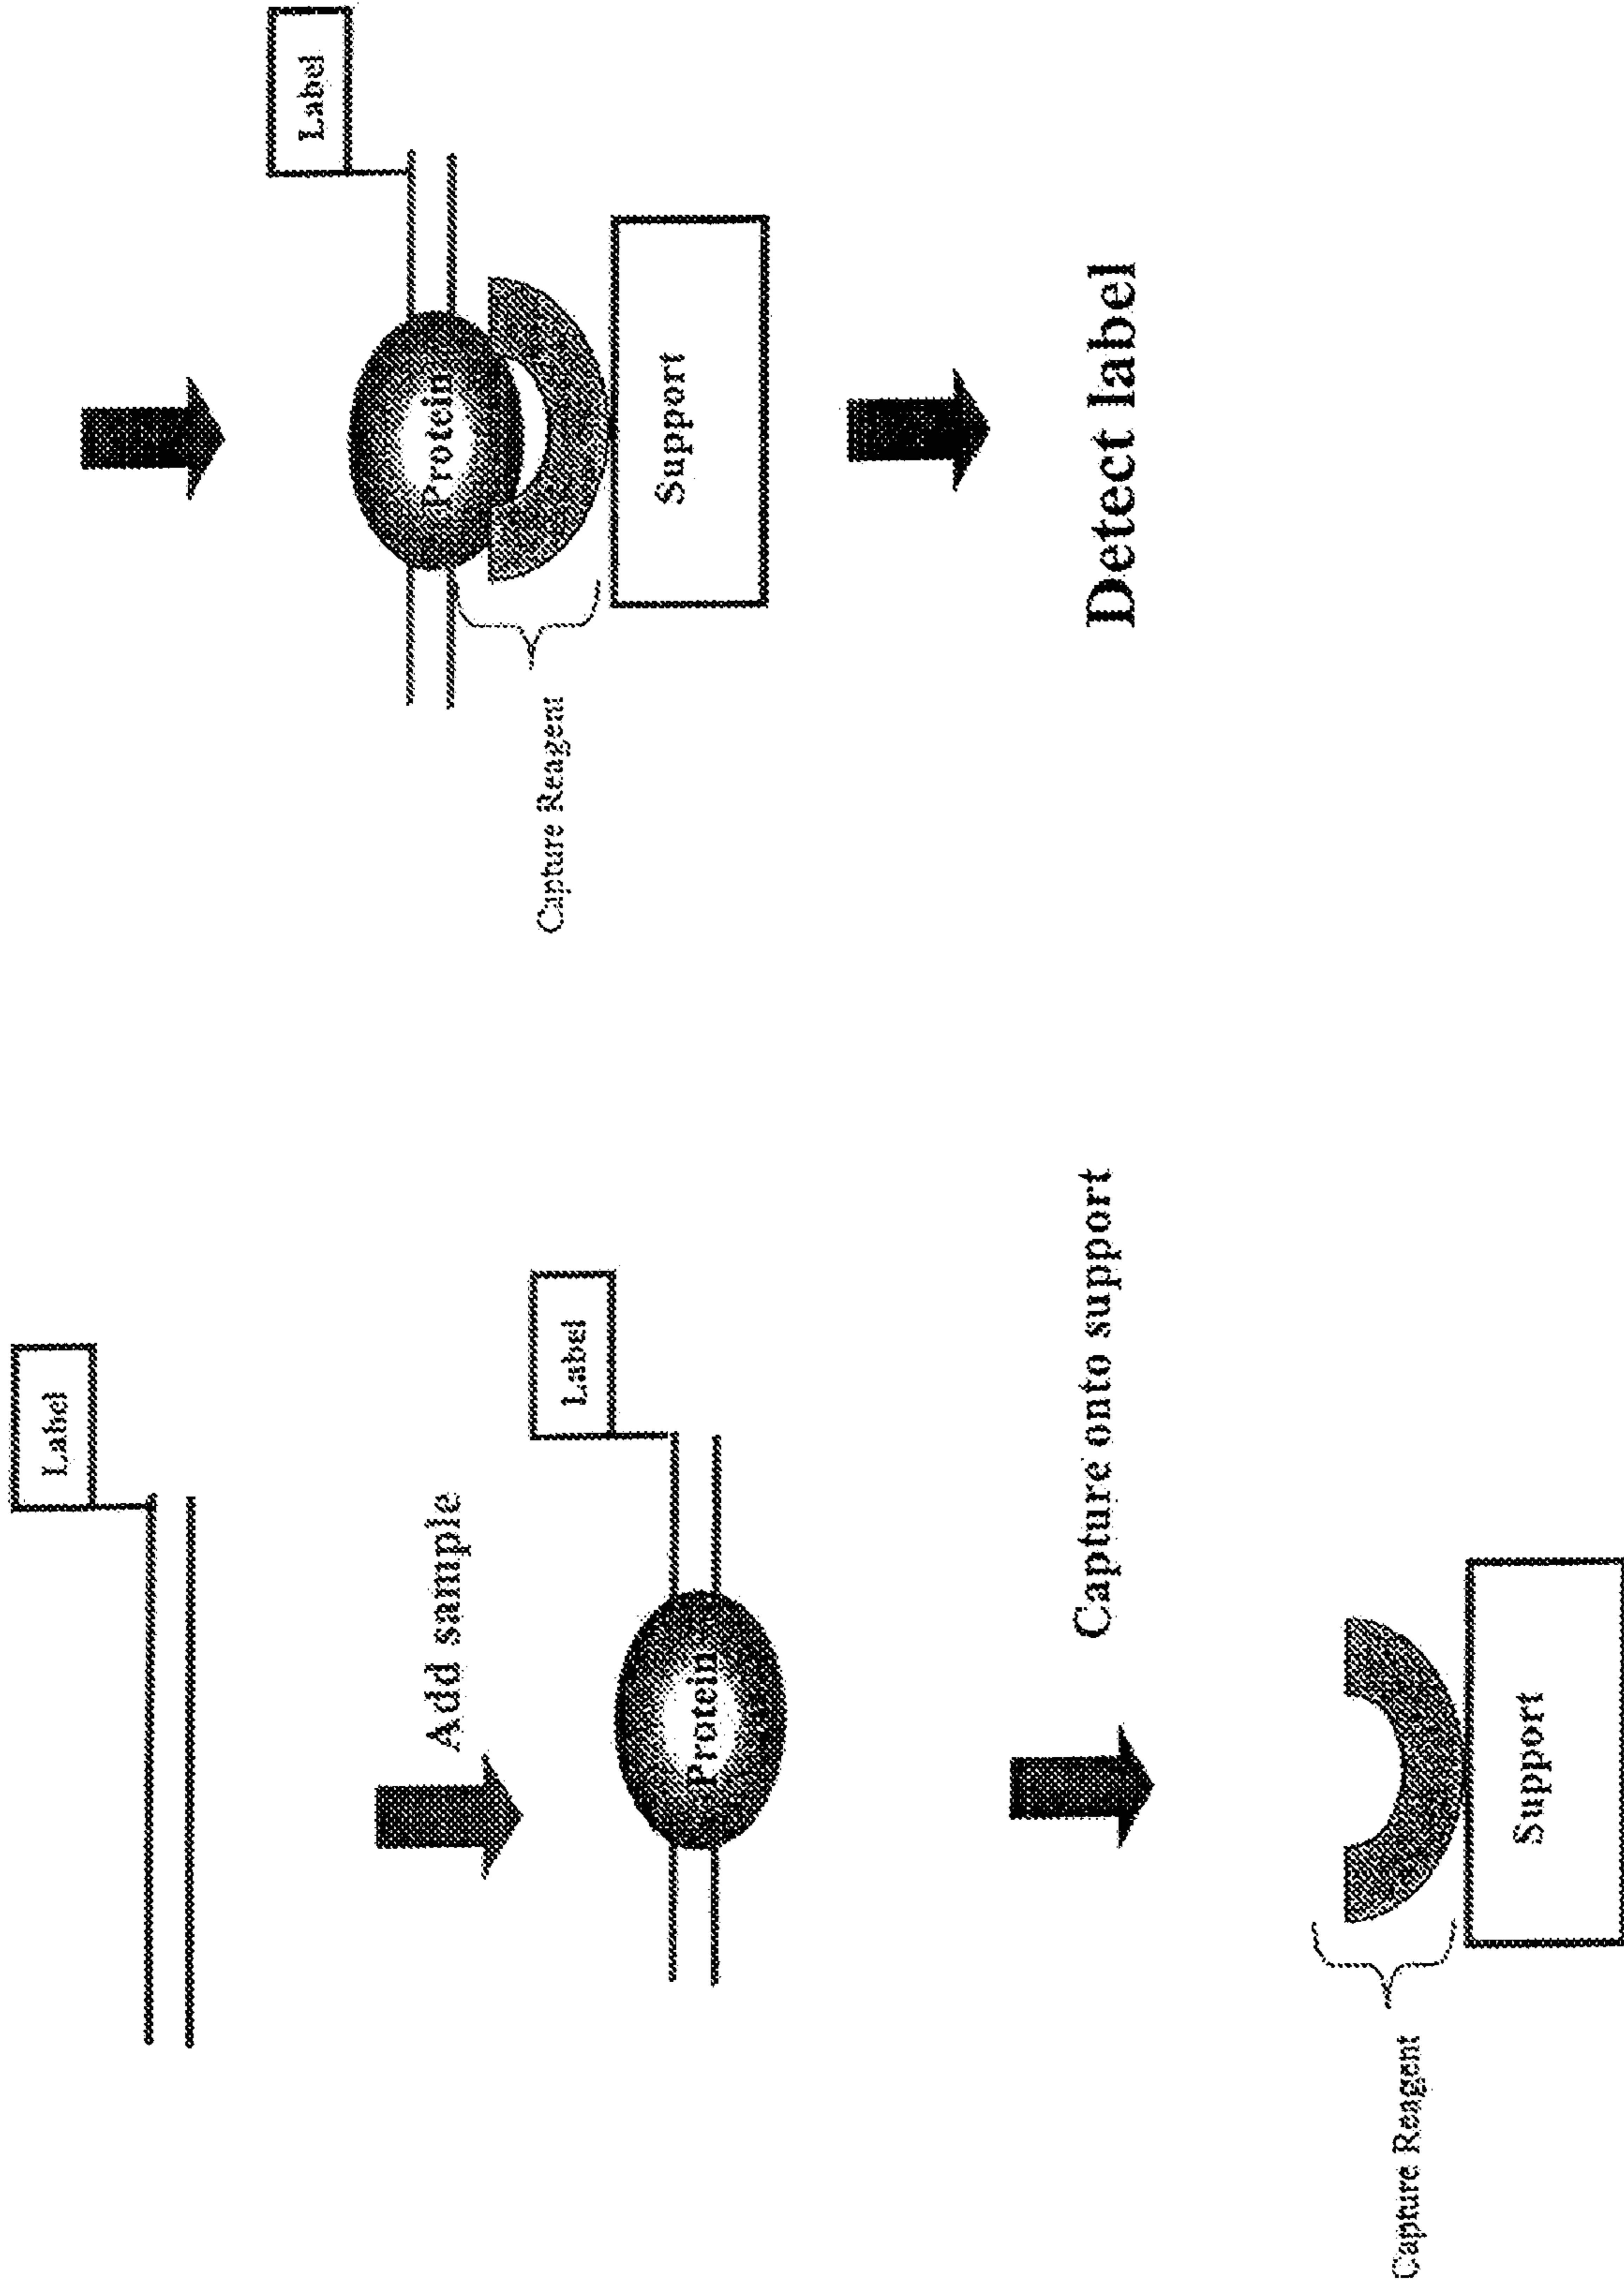 Label
Add sample
Label
Protein
Capture onto support
Capture Reagent
Support
Label
Protein
Capture Reagent
Support
Detect label